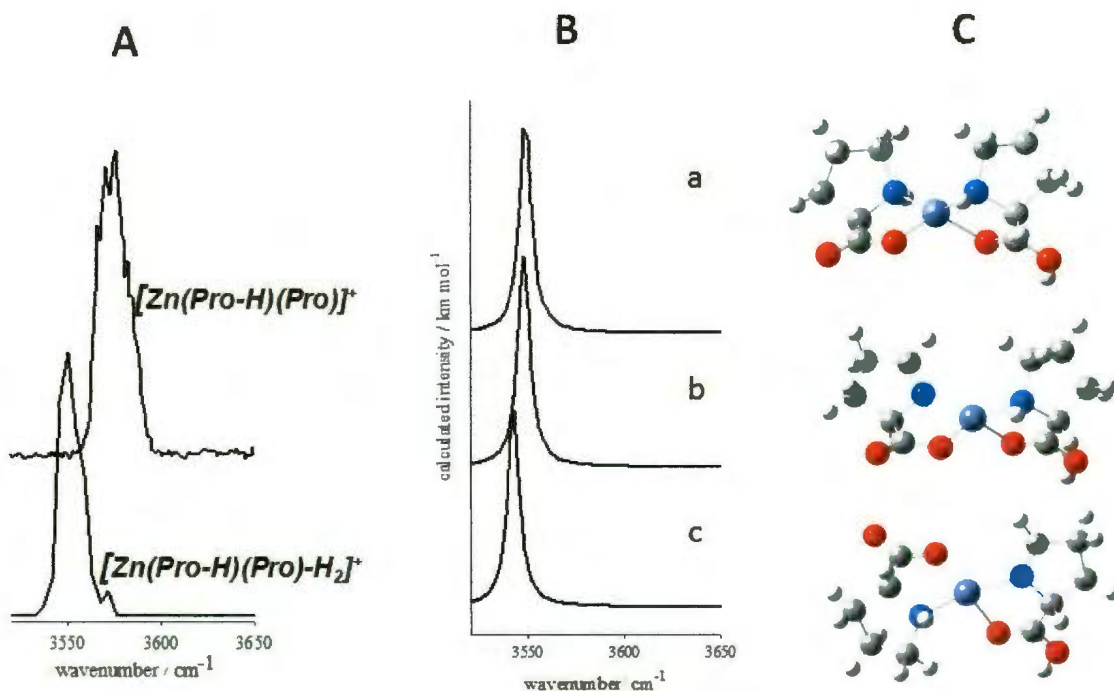 A
B
C
[Zn(Pro-H)(Pro)]⁺
[Zn(Pro-H)(Pro)-H₂]⁺
3550 3600 3650
wavenumber / cm⁻¹
calculated intensity / km mol⁻¹
a
b
c
3550 3600 3650
wavenumber cm⁻¹